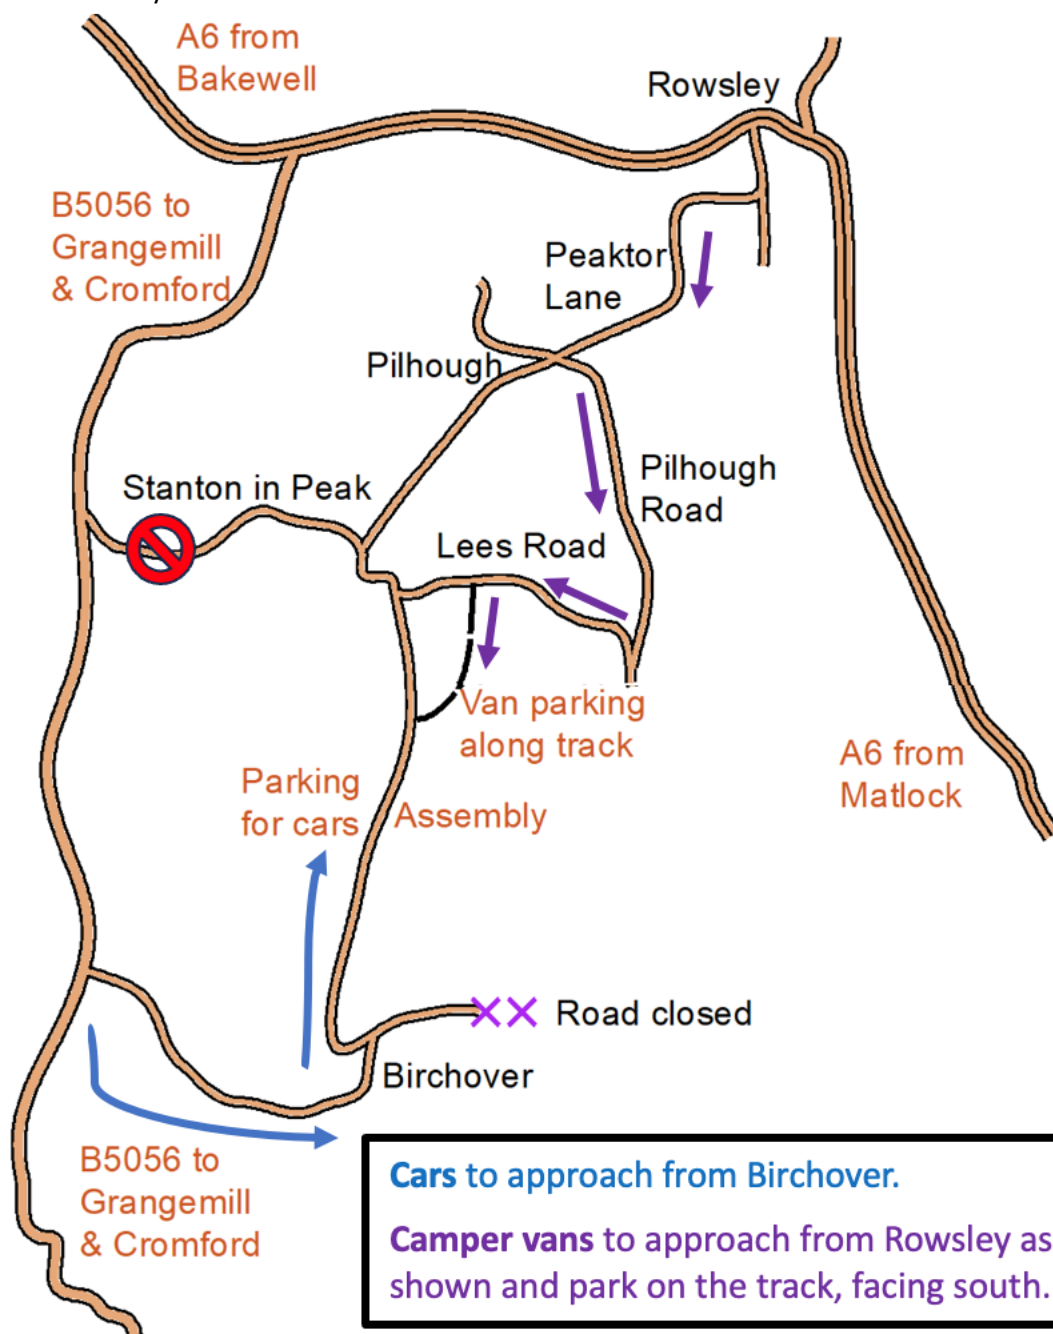 A6 from
Bakewell
Rowsley
B5056 to
Grangemill
& Cromford
Peaktor
Lane
Pilhough
Pilhough
Road
Stanton in Peak
Lees Road
Van parking
along track
A6 from
Matlock
Parking
for cars
Assembly
Road closed
Birchover
B5056 to
Grangemill
& Cromford
Cars to approach from Birchover.
Camper vans to approach from Rowsley as
shown and park on the track, facing south.